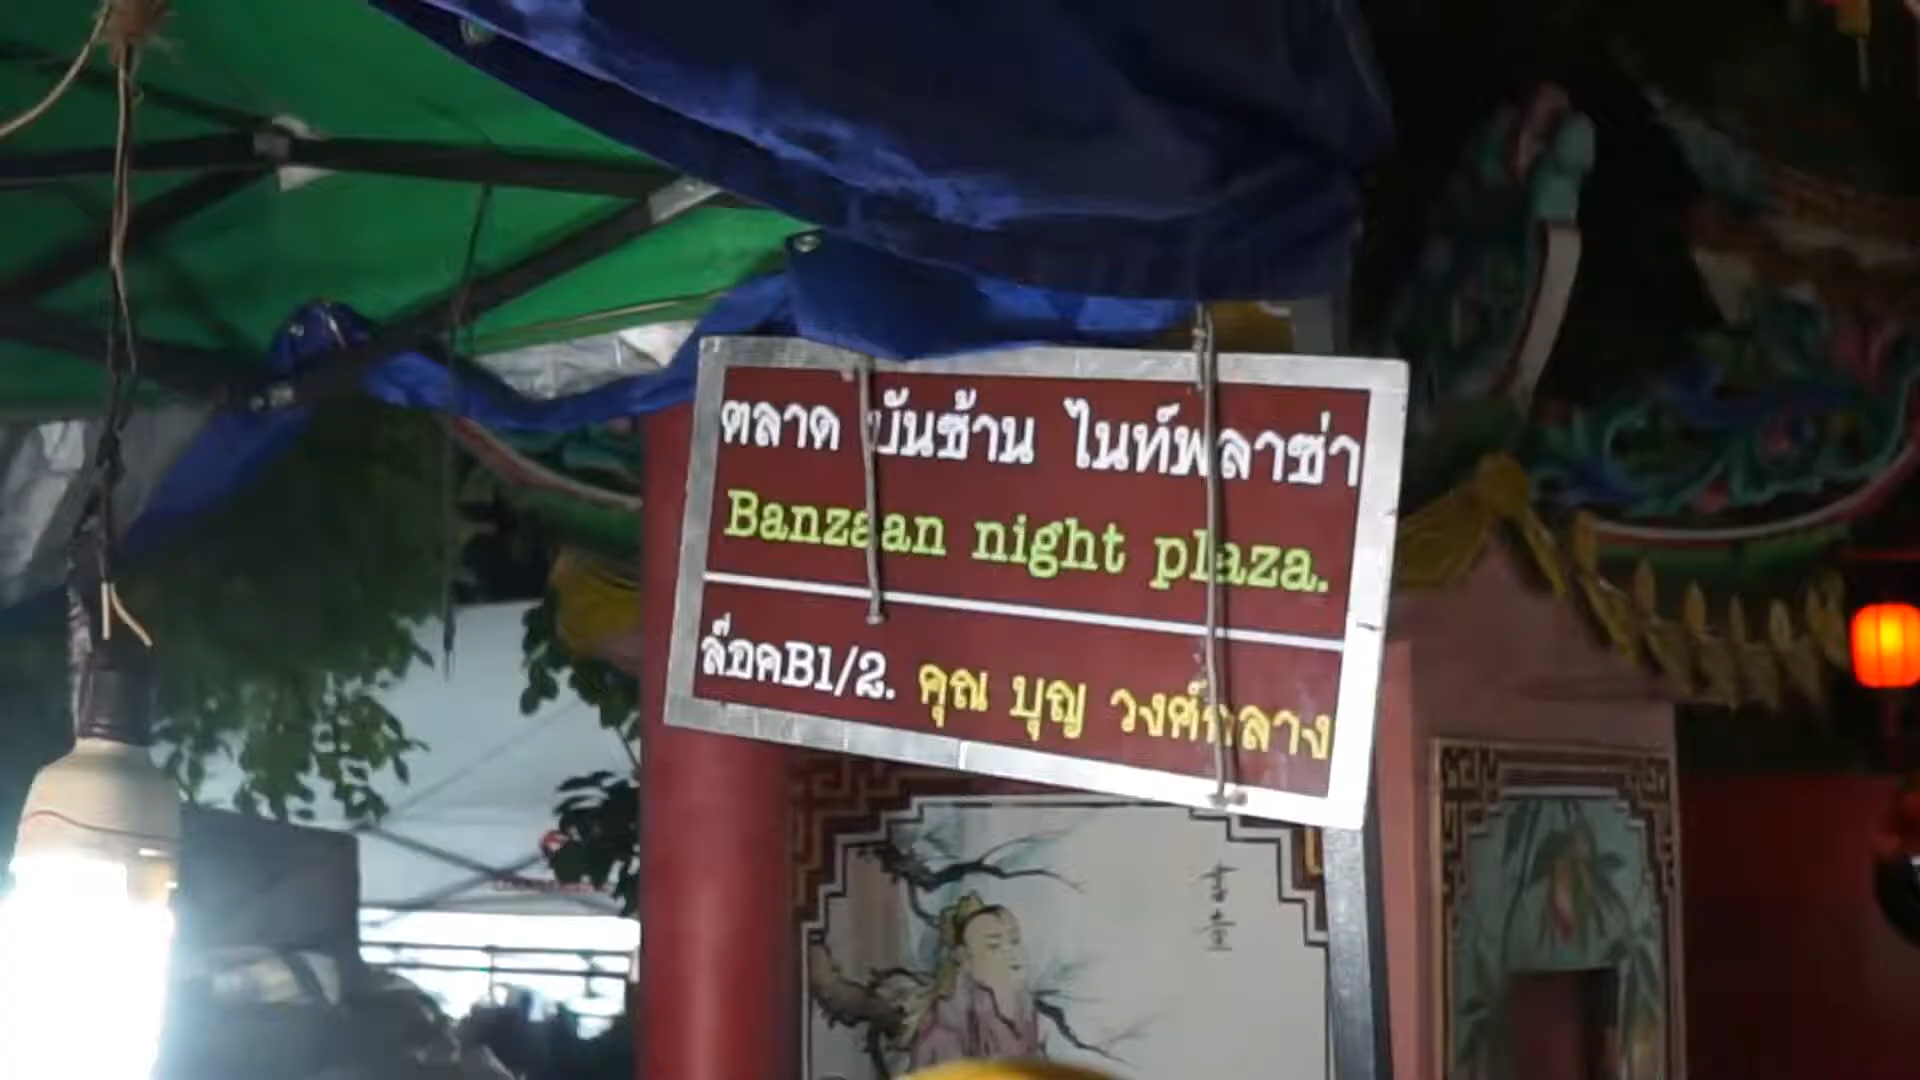 ตลาด บันซ้าน ไนท์พลาซ่า
Banzaan night plaza.
ล๊อคB1/2. คุณ บุญ วงศ์กลาง